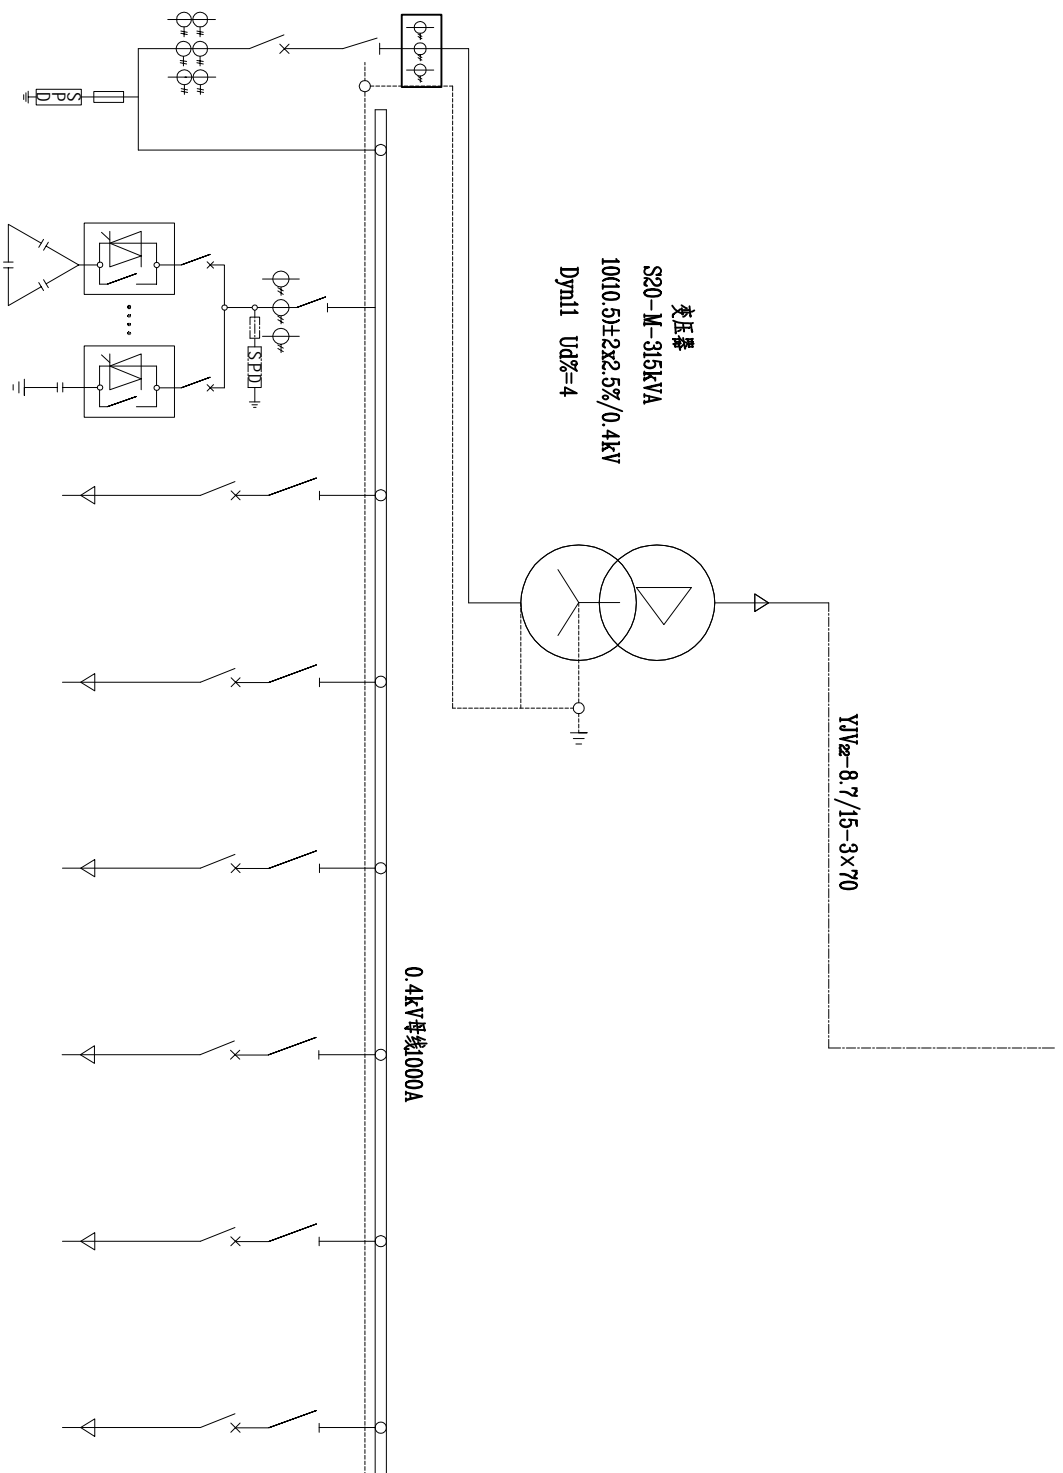 变压器
S20-M-315kVA
10(10.5)±2x2.5%/0.4kV
Dyn11 Ud%=4
YJV22-8.7/15-3×70
0.4kV母线1000A
SPD
SPD